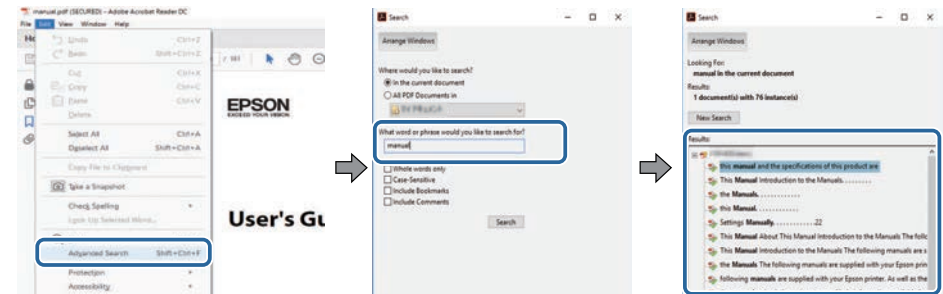 manual.pdf (SECURED) - Adobe Acrobat Reader DC
File Edit View Window Help
Undo Ctrl+Z
Redo Shift+Ctrl+Z
Cut Ctrl+X
Copy Ctrl+C
Paste Ctrl+V
Delete
Select All Ctrl+A
Deselect All Shift+Ctrl+A
Copy File to Clipboard
Take a Snapshot
Check Spelling
Look Up Selected Word...
Advanced Search Shift+Ctrl+F
Protection
Accessibility
/ 181
EPSON
EXCEED YOUR VISION
User's Gu
Search
Arrange Windows
Where would you like to search?
In the current document
All PDF Documents in
What word or phrase would you like to search for?
manual
Whole words only
Case-Sensitive
Include Bookmarks
Include Comments
Search
Search
Arrange Windows
Looking For:
manual in the current document
Results:
1 document(s) with 76 instance(s)
New Search
Results:
this manual and the specifications of this product are
This Manual Introduction to the Manuals. . . . . . . . .
the Manuals. . . . . . . . . . . .
this Manual. . . . . . . . . . . .
Settings Manually. . . . . . . . . . . . .22
This Manual About This Manual Introduction to the Manuals The follo
This Manual Introduction to the Manuals The following manuals are s
the Manuals The following manuals are supplied with your Epson prin
following manuals are supplied with your Epson printer. As well as the